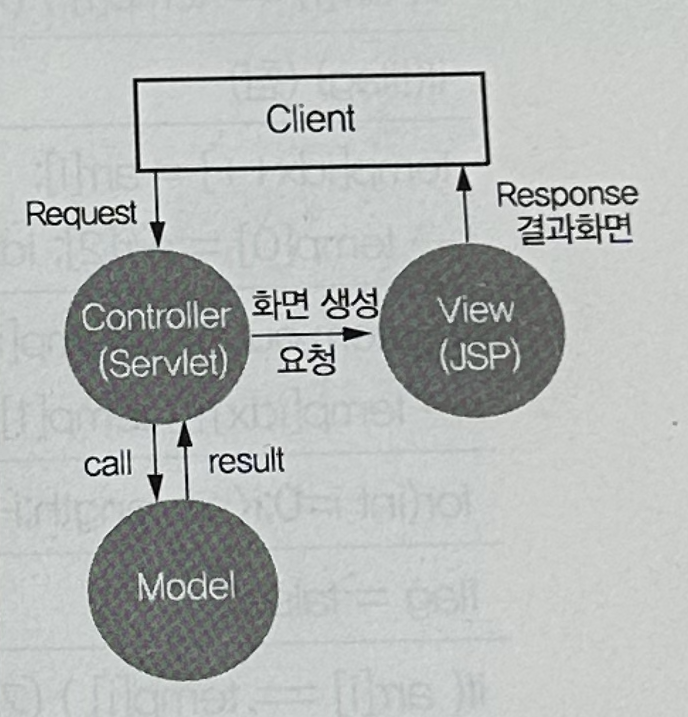 Client
Request
Response
결과화면
Controller
(Servlet)
화면 생성
요청
View
(JSP)
call
result
Model